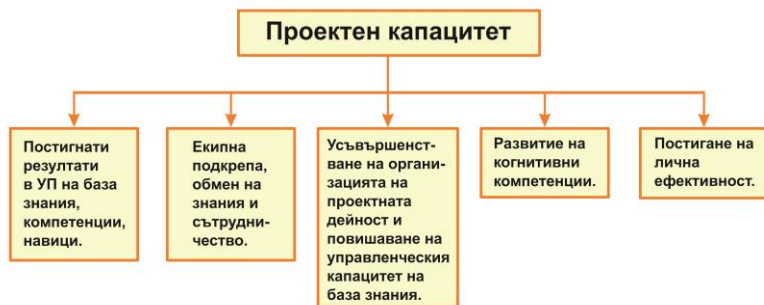 Проектен капацитет
Постигнати
резултати
в УП на база
знания,
компетенции,
навици.
Екипна
подкрепа,
обмен на
знания и
сътрудни-
чество.
Усъвършенст-
ване на органи-
зацията на
проектната
дейност и
повишаване на
управленческия
капацитет на
база знания.
Развитие на
когнитивни
компетенции.
Постигане на
лична
ефективност.